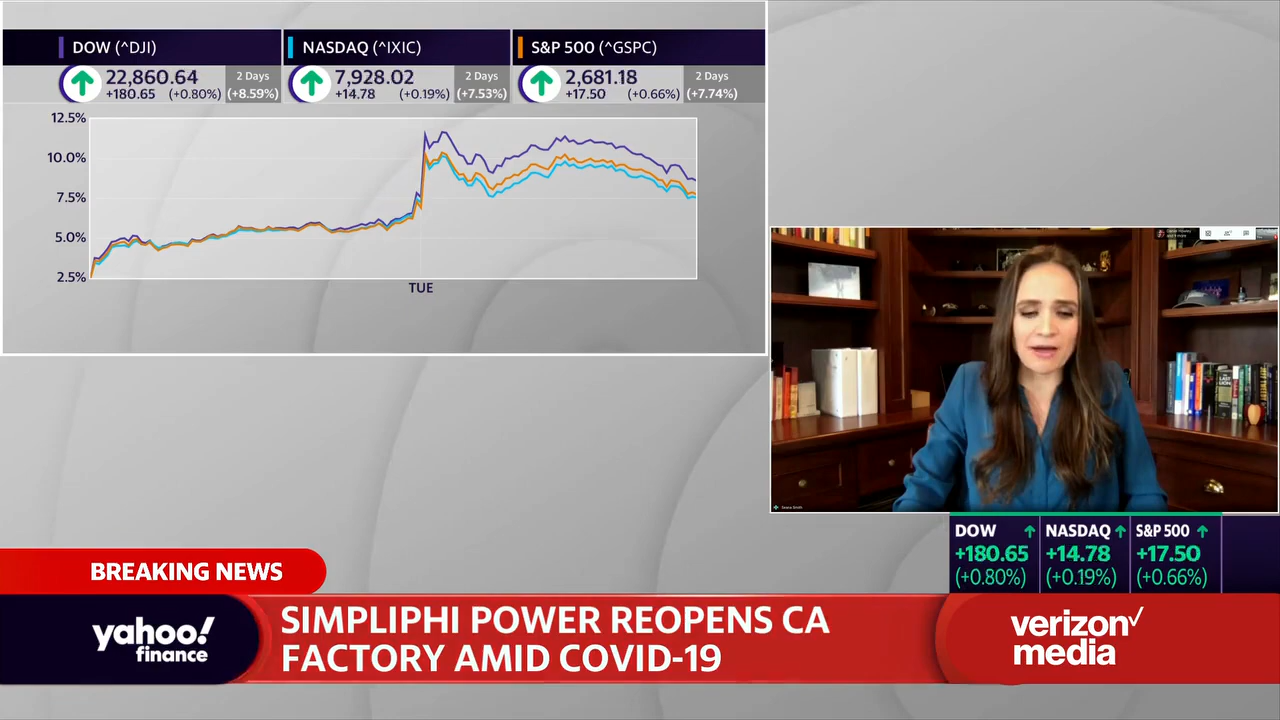 DOW (^DJI)
NASDAQ (^IXIC)
S&P 500 (^GSPC)
22,860.64
+180.65 (+0.80%)
2 Days
(+8.59%)
7,928.02
+14.78 (+0.19%)
2 Days
(+7.53%)
2,681.18
+17.50 (+0.66%)
2 Days
(+7.74%)
12.5%
10.0%
7.5%
5.0%
2.5%
TUE
LAST
LION
DOW
+180.65
(+0.80%)
NASDAQ
+14.78
(+0.19%)
S&P 500
+17.50
(+0.66%)
BREAKING NEWS
yahoo!
finance
SIMPLIPHI POWER REOPENS CA
FACTORY AMID COVID-19
verizon
media